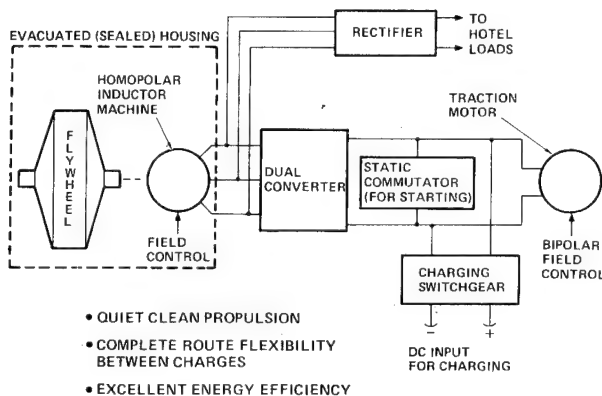 EVACUATED (SEALED) HOUSING
HOMOPOLAR
INDUCTOR
MACHINE
FLYWHEEL
FIELD
CONTROL
RECTIFIER
TO
HOTEL
LOADS
DUAL
CONVERTER
STATIC
COMMUTATOR
(FOR STARTING)
TRACTION
MOTOR
BIPOLAR
FIELD
CONTROL
CHARGING
SWITCHGEAR
− +
DC INPUT
FOR CHARGING
• QUIET CLEAN PROPULSION
• COMPLETE ROUTE FLEXIBILITY
BETWEEN CHARGES
• EXCELLENT ENERGY EFFICIENCY